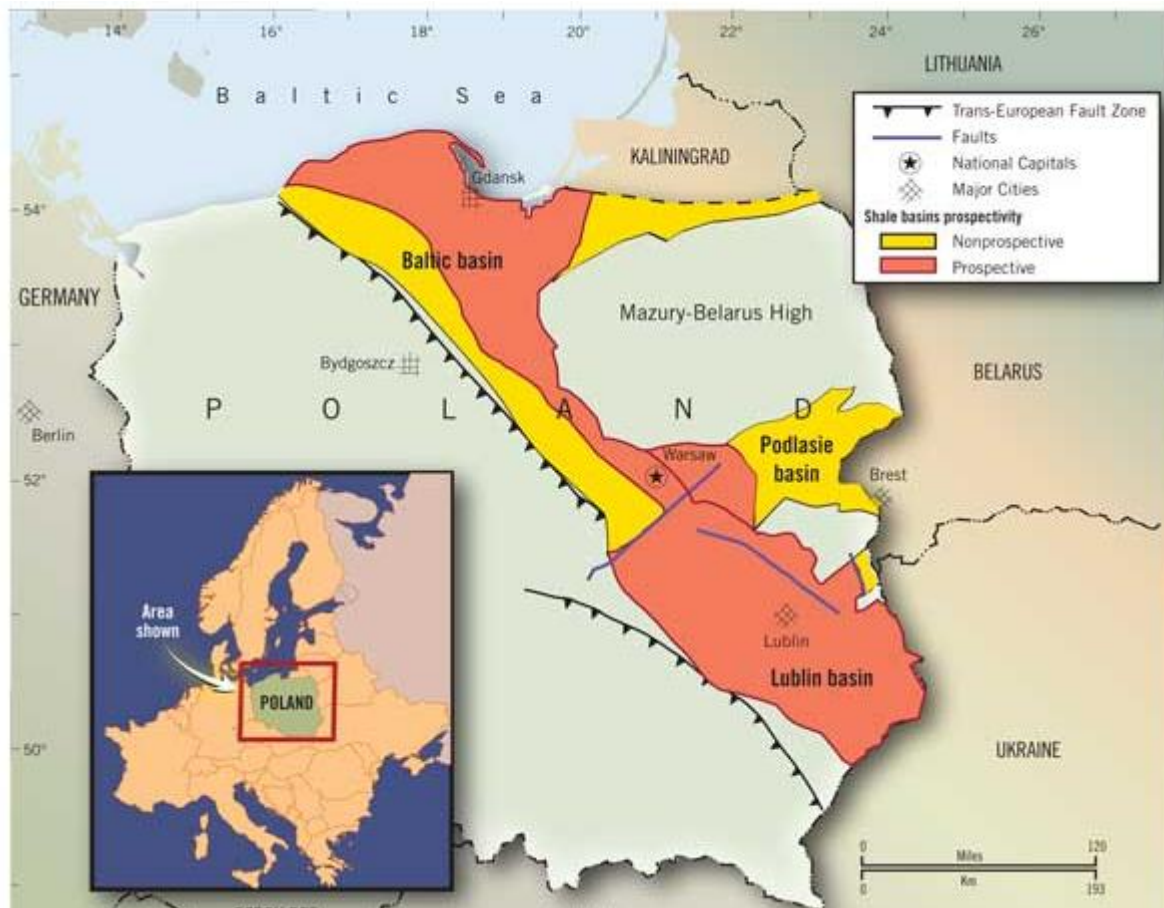 14°
16°
18°
20°
22°
24°
26°
LITHUANIA
Baltic Sea
Trans-European Fault Zone
Faults
National Capitals
Major Cities
Shale basins prospectivity
Nonprospective
Prospective
KALININGRAD
Gdansk
54°
Baltic basin
GERMANY
Mazury-Belarus High
Bydgoszcz
BELARUS
POLAND
Berlin
Podlasie
basin
Warsaw
Brest
52°
Area
shown
POLAND
Lublin
Lublin basin
50°
UKRAINE
0 120
Miles
Km
0 193